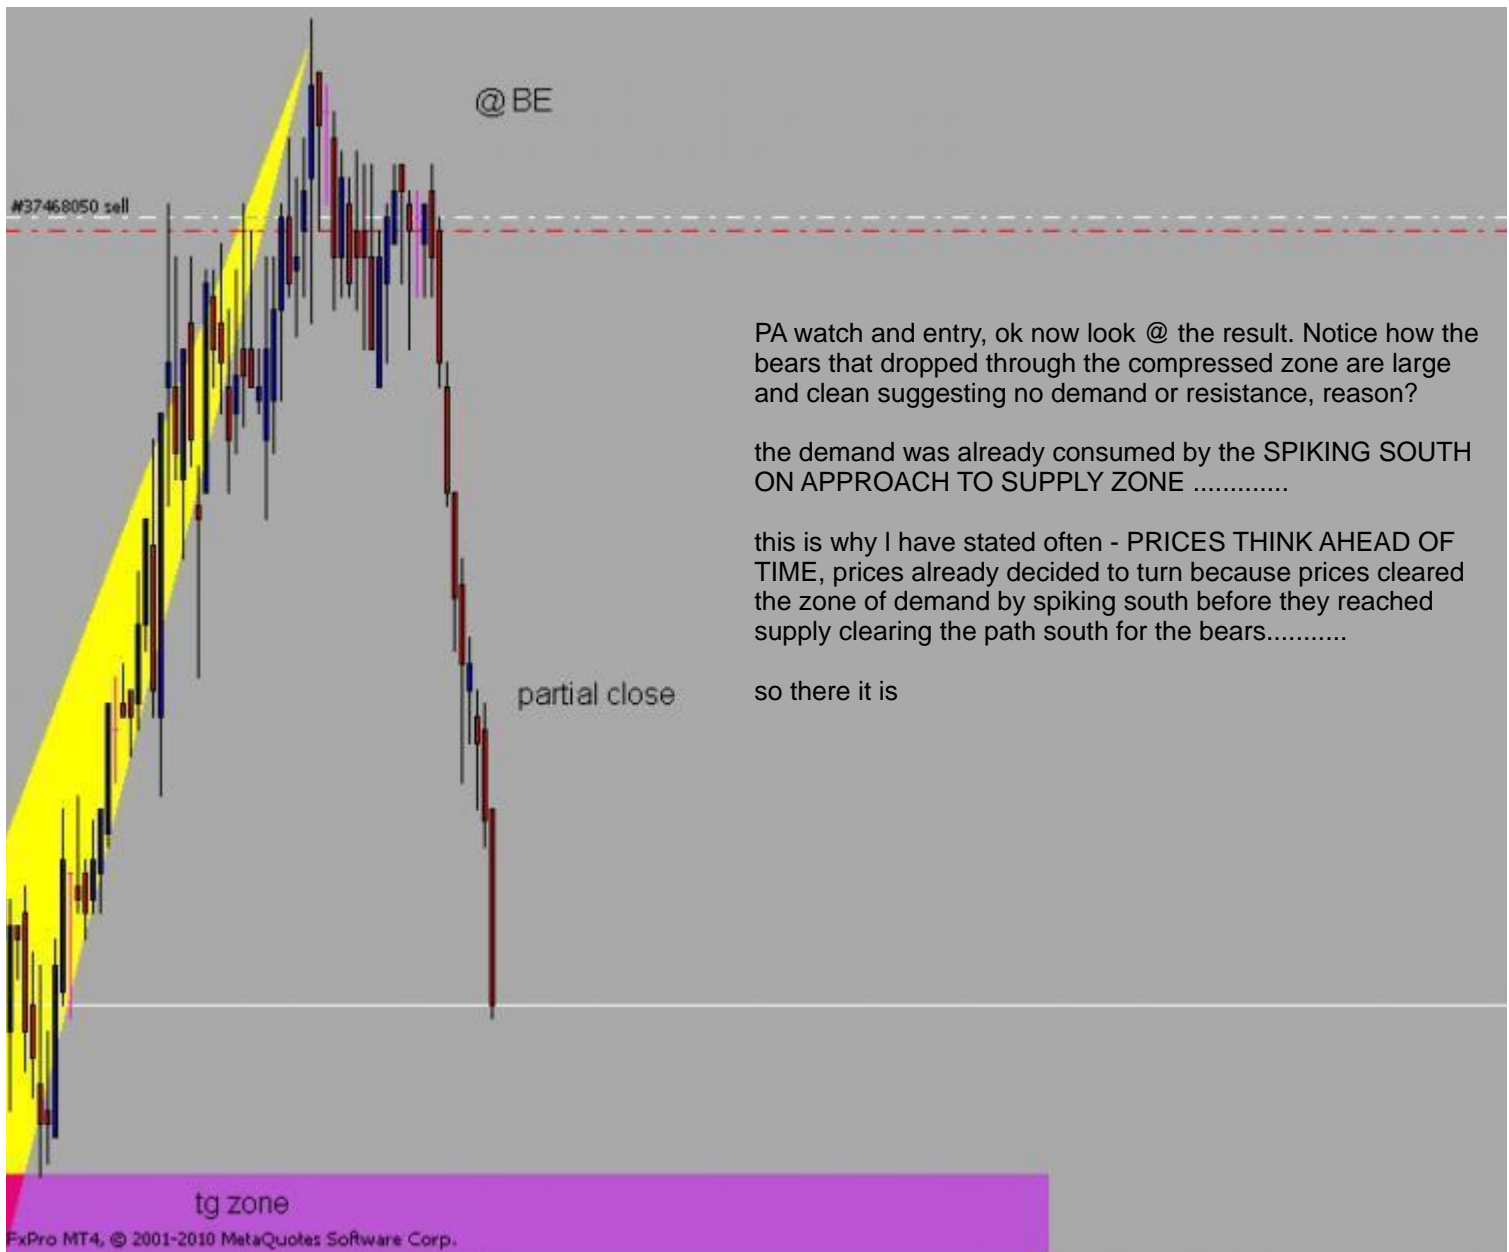 @ BE
#37468050 sell
PA watch and entry, ok now look @ the result. Notice how the
bears that dropped through the compressed zone are large
and clean suggesting no demand or resistance, reason?
the demand was already consumed by the SPIKING SOUTH
ON APPROACH TO SUPPLY ZONE .............
this is why I have stated often - PRICES THINK AHEAD OF
TIME, prices already decided to turn because prices cleared
the zone of demand by spiking south before they reached
supply clearing the path south for the bears...........
so there it is
partial close
tg zone
FxPro MT4, © 2001-2010 MetaQuotes Software Corp.